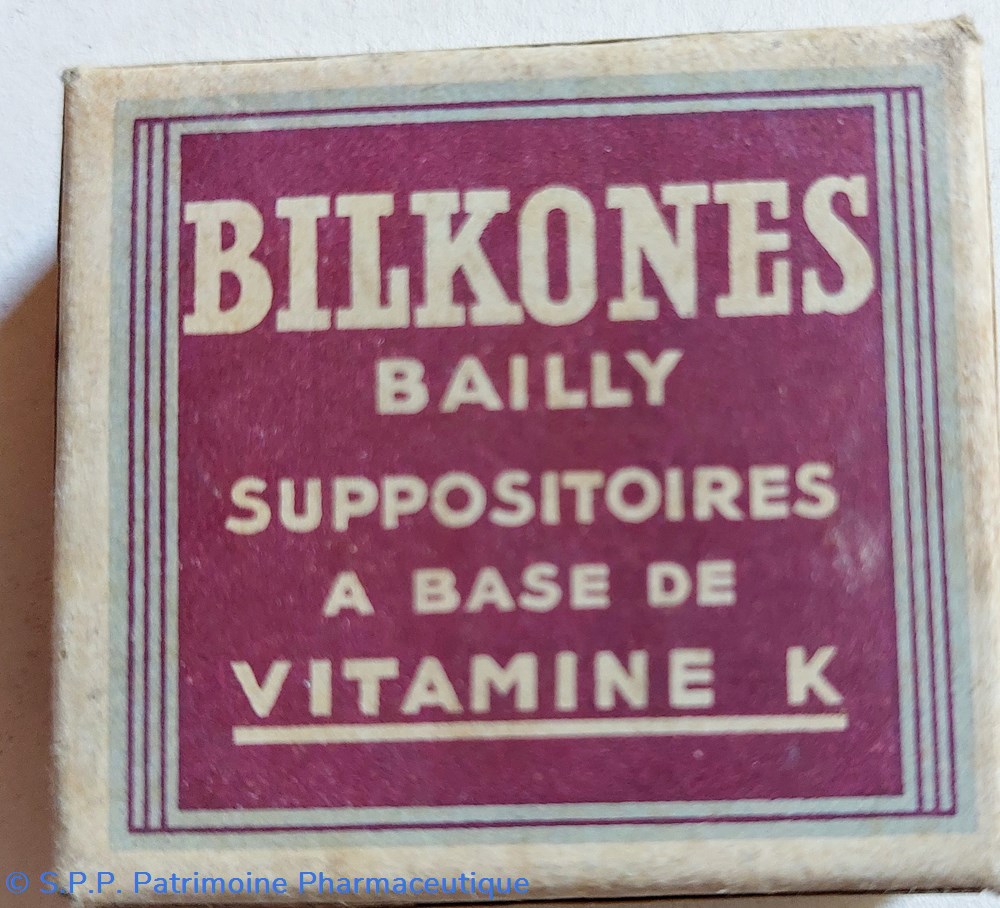 BILKONES
BAILLY
SUPPOSITOIRES
A BASE DE
VITAMINE K
© S.P.P. Patrimoine Pharmaceutique